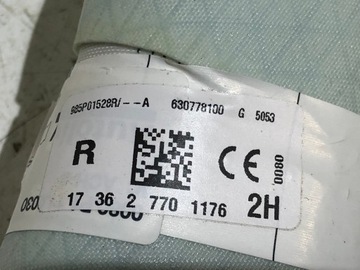 985P01528R/--A 630778100 G 5053
R CE 0080
17 36 2 770 1176 2H